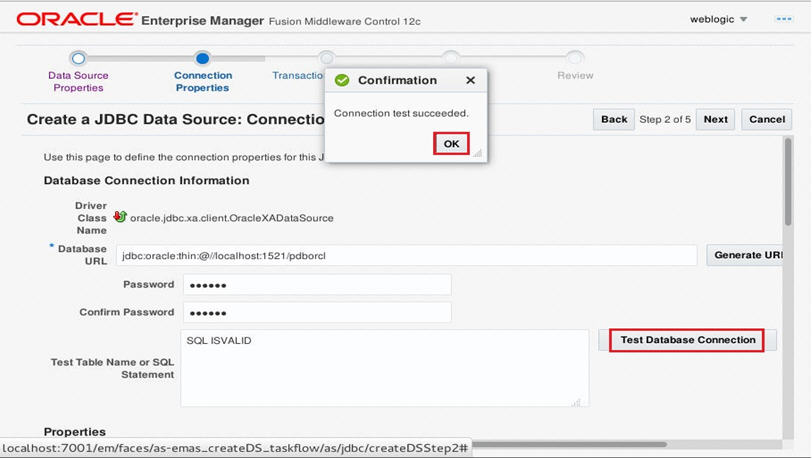 ORACLE Enterprise Manager Fusion Middleware Control 12c
weblogic
Data Source Properties
Connection Properties
Transaction
Review
Confirmation
Connection test succeeded.
OK
Create a JDBC Data Source: Connectio
Back Step 2 of 5 Next Cancel
Use this page to define the connection properties for this J
Database Connection Information
Driver Class Name
oracle.jdbc.xa.client.OracleXADataSource
* Database URL
jdbc:oracle:thin:@//localhost:1521/pdborcl
Generate URL
Password ••••••
Confirm Password ••••••
Test Table Name or SQL Statement
SQL ISVALID
Test Database Connection
Properties
localhost:7001/em/faces/as-emas_createDS_taskflow/as/jdbc/createDSStep2#